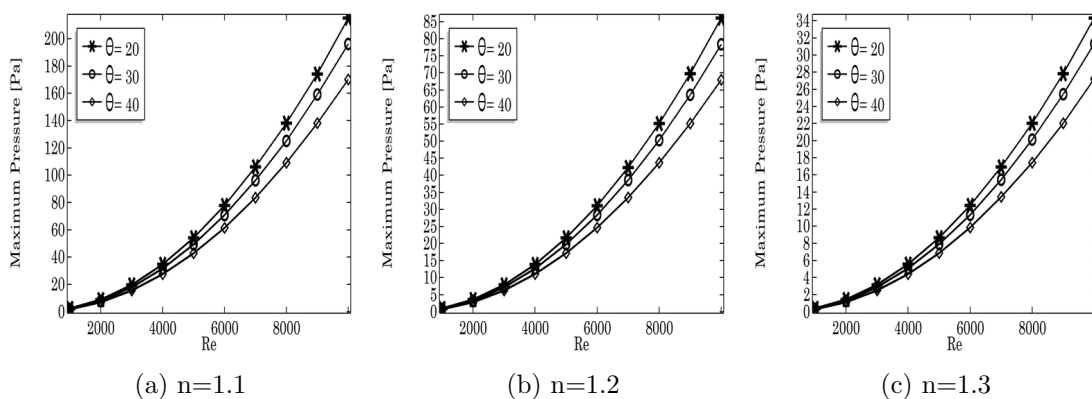 Maximum Pressure [Pa]
200
180
160
140
120
100
80
60
40
20
0
θ= 20
θ= 30
θ= 40
2000 4000 6000 8000
Re
(a) n=1.1
Maximum Pressure [Pa]
85
80
75
70
65
60
55
50
45
40
35
30
25
20
15
10
5
0
θ= 20
θ= 30
θ= 40
2000 4000 6000 8000
Re
(b) n=1.2
Maximum Pressure [Pa]
34
32
30
28
26
24
22
20
18
16
14
12
10
8
6
4
2
0
θ= 20
θ= 30
θ= 40
2000 4000 6000 8000
Re
(c) n=1.3